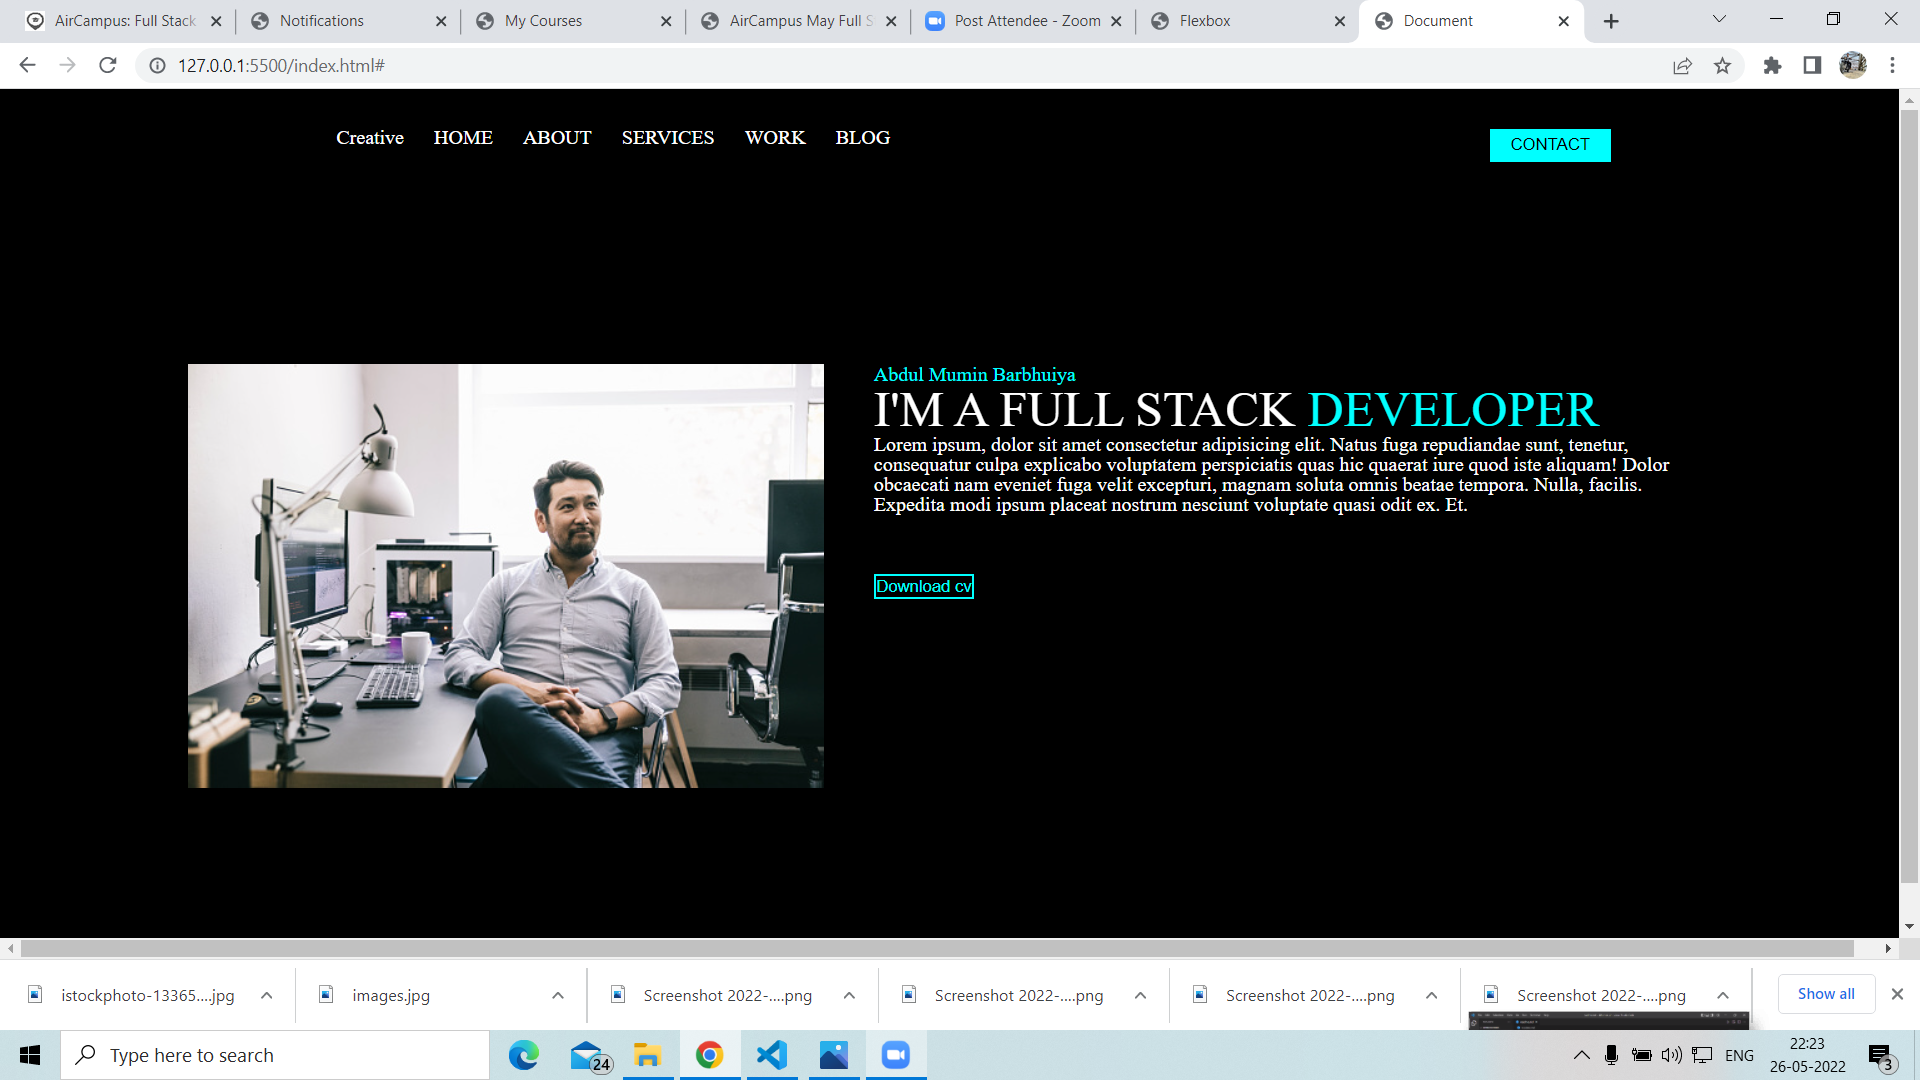 AirCampus: Full Stack
Notifications
My Courses
AirCampus May Full S
Post Attendee - Zoom
Flexbox
Document
127.0.0.1:5500/index.html#
Creative HOME ABOUT SERVICES WORK BLOG
CONTACT
Abdul Mumin Barbhuiya
I'M A FULL STACK DEVELOPER
Lorem ipsum, dolor sit amet consectetur adipisicing elit. Natus fuga repudiandae sunt, tenetur,
consequatur culpa explicabo voluptatem perspiciatis quas hic quaerat iure quod iste aliquam! Dolor
obcaecati nam eveniet fuga velit excepturi, magnam soluta omnis beatae tempora. Nulla, facilis.
Expedita modi ipsum placeat nostrum nesciunt voluptate quasi odit ex. Et.
Download cv
istockphoto-13365....jpg
images.jpg
Screenshot 2022-....png
Screenshot 2022-....png
Screenshot 2022-....png
Screenshot 2022-....png
Show all
Type here to search
24
ENG
22:23
26-05-2022
3